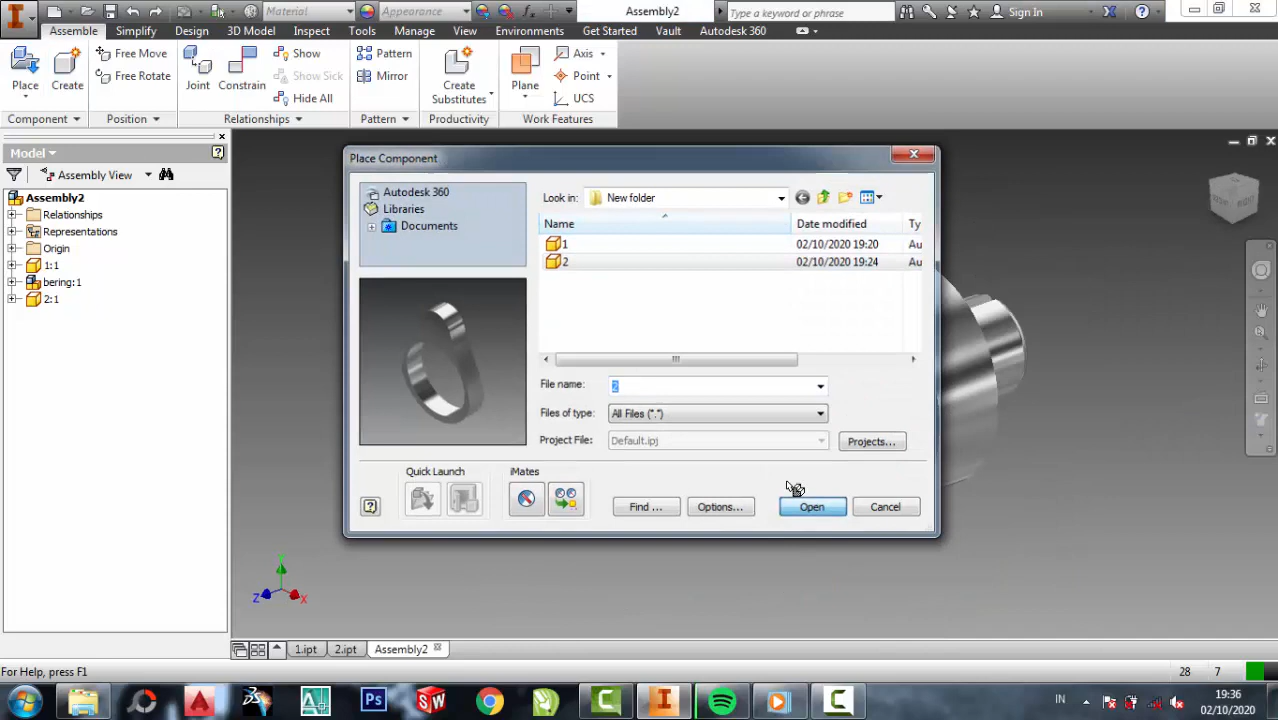 Material
Appearance
Assembly2
Type a keyword or phrase
Sign In
Assemble
Simplify
Design
3D Model
Inspect
Tools
Manage
View
Environments
Get Started
Vault
Autodesk 360
Place
Create
Free Move
Free Rotate
Joint
Constrain
Show
Show Sick
Hide All
Pattern
Mirror
Create
Substitutes
Plane
Axis
Point
UCS
Component
Position
Relationships
Pattern
Productivity
Work Features
Model
Assembly View
Assembly2
Relationships
Representations
Origin
1:1
bering:1
2:1
Place Component
Autodesk 360
Libraries
Documents
Look in:
New folder
Name
Date modified
Ty
1
02/10/2020 19:20
Au
2
02/10/2020 19:24
Au
File name:
2
Files of type:
All Files (*.*)
Project File:
Default.ipj
Projects...
Quick Launch
iMates
Find ...
Options...
Open
Cancel
Z
X
1.ipt
2.ipt
Assembly2
For Help, press F1
28
7
Ps
SW
IN
19:36
02/10/2020